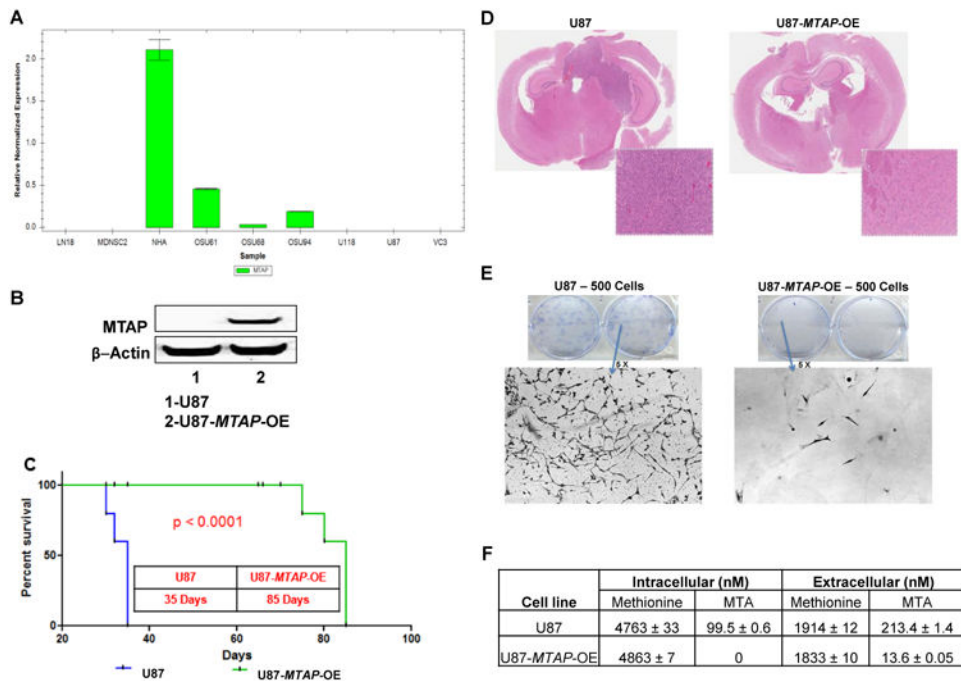 A
Relative Normalized Expression
2.0
1.5
1.0
0.5
0.0
LN18 MDNSC2 NHA OSU61 OSU68 OSU94 U118 U87 VC3
Sample
MTAP
B
MTAP
β–Actin
1 2
1-U87
2-U87-MTAP-OE
C
Percent survival
100
50
0
p < 0.0001
U87 U87-MTAP-OE
35 Days 85 Days
20 40 60 80 100
Days
U87 U87-MTAP-OE
D
U87 U87-MTAP-OE
E
U87 – 500 Cells U87-MTAP-OE – 500 Cells
5 X 5 X
F
Cell line Intracellular (nM) Extracellular (nM)
Methionine MTA Methionine MTA
U87 4763 ± 33 99.5 ± 0.6 1914 ± 12 213.4 ± 1.4
U87-MTAP-OE 4863 ± 7 0 1833 ± 10 13.6 ± 0.05